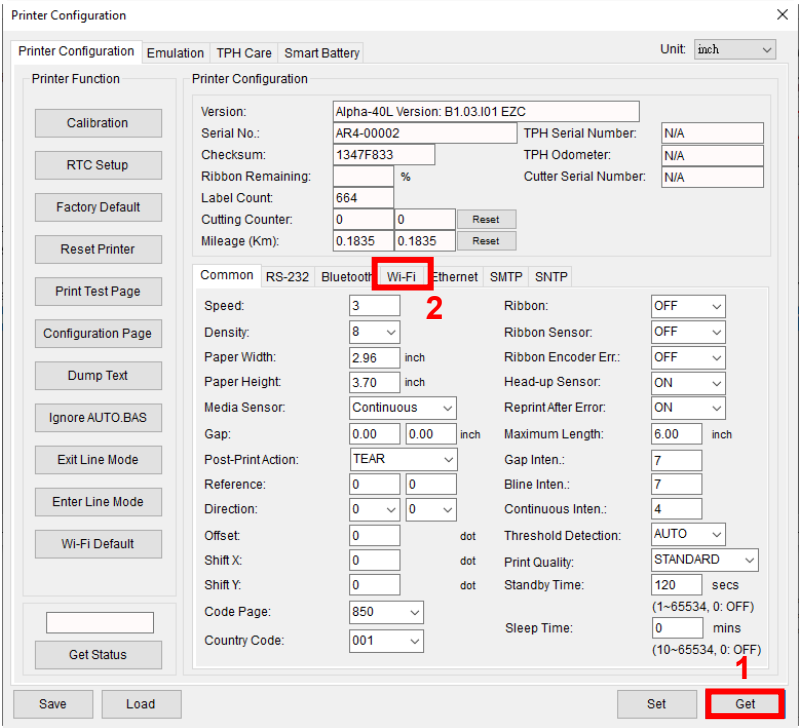 Printer Configuration
Printer Configuration Emulation TPH Care Smart Battery Unit: inch
Printer Function
Calibration
RTC Setup
Factory Default
Reset Printer
Print Test Page
Configuration Page
Dump Text
Ignore AUTO.BAS
Exit Line Mode
Enter Line Mode
Wi-Fi Default
Get Status
Printer Configuration
Version: Alpha-40L Version: B1.03.I01 EZC
Serial No.: AR4-00002 TPH Serial Number: N/A
Checksum: 1347F833 TPH Odometer: N/A
Ribbon Remaining: % Cutter Serial Number: N/A
Label Count: 664
Cutting Counter: 0 0 Reset
Mileage (Km): 0.1835 0.1835 Reset
Common RS-232 Bluetooth Wi-Fi Ethernet SMTP SNTP
2
Speed: 3 Ribbon: OFF
Density: 8 Ribbon Sensor: OFF
Paper Width: 2.96 inch Ribbon Encoder Err.: OFF
Paper Height: 3.70 inch Head-up Sensor: ON
Media Sensor: Continuous Reprint After Error: ON
Gap: 0.00 0.00 inch Maximum Length: 6.00 inch
Post-Print Action: TEAR Gap Inten.: 7
Reference: 0 0 Bline Inten.: 7
Direction: 0 0 Continuous Inten.: 4
Offset: 0 dot Threshold Detection: AUTO
Shift X: 0 dot Print Quality: STANDARD
Shift Y: 0 dot Standby Time: 120 secs
(1~65534, 0: OFF)
Code Page: 850
Sleep Time: 0 mins
Country Code: 001
(10~65534, 0: OFF)
1
Save Load Set Get